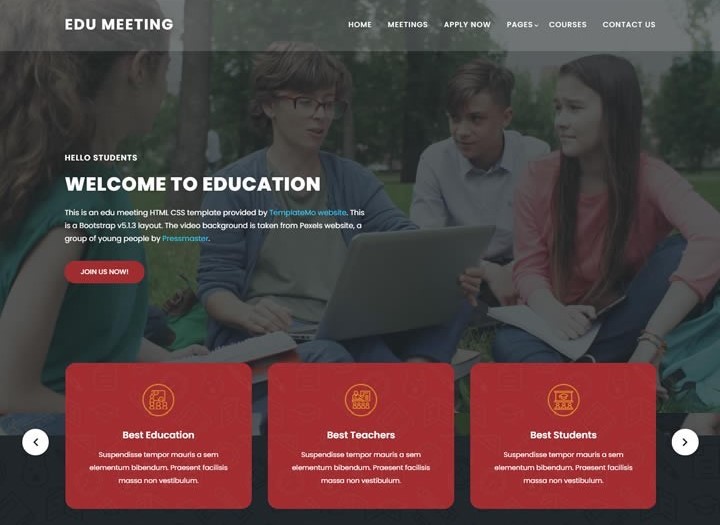 EDU MEETING
HOME MEETINGS APPLY NOW PAGES COURSES CONTACT US
HELLO STUDENTS
WELCOME TO EDUCATION
This is an edu meeting HTML CSS template provided by TemplateMo website. This
is a Bootstrap v5.1.3 layout. The video background is taken from Pexels website, a
group of young people by Pressmaster.
JOIN US NOW!
Best Education
Suspendisse tempor mauris a sem
elementum bibendum. Praesent facilisis
massa non vestibulum.
Best Teachers
Suspendisse tempor mauris a sem
elementum bibendum. Praesent facilisis
massa non vestibulum.
Best Students
Suspendisse tempor mauris a sem
elementum bibendum. Praesent facilisis
massa non vestibulum.